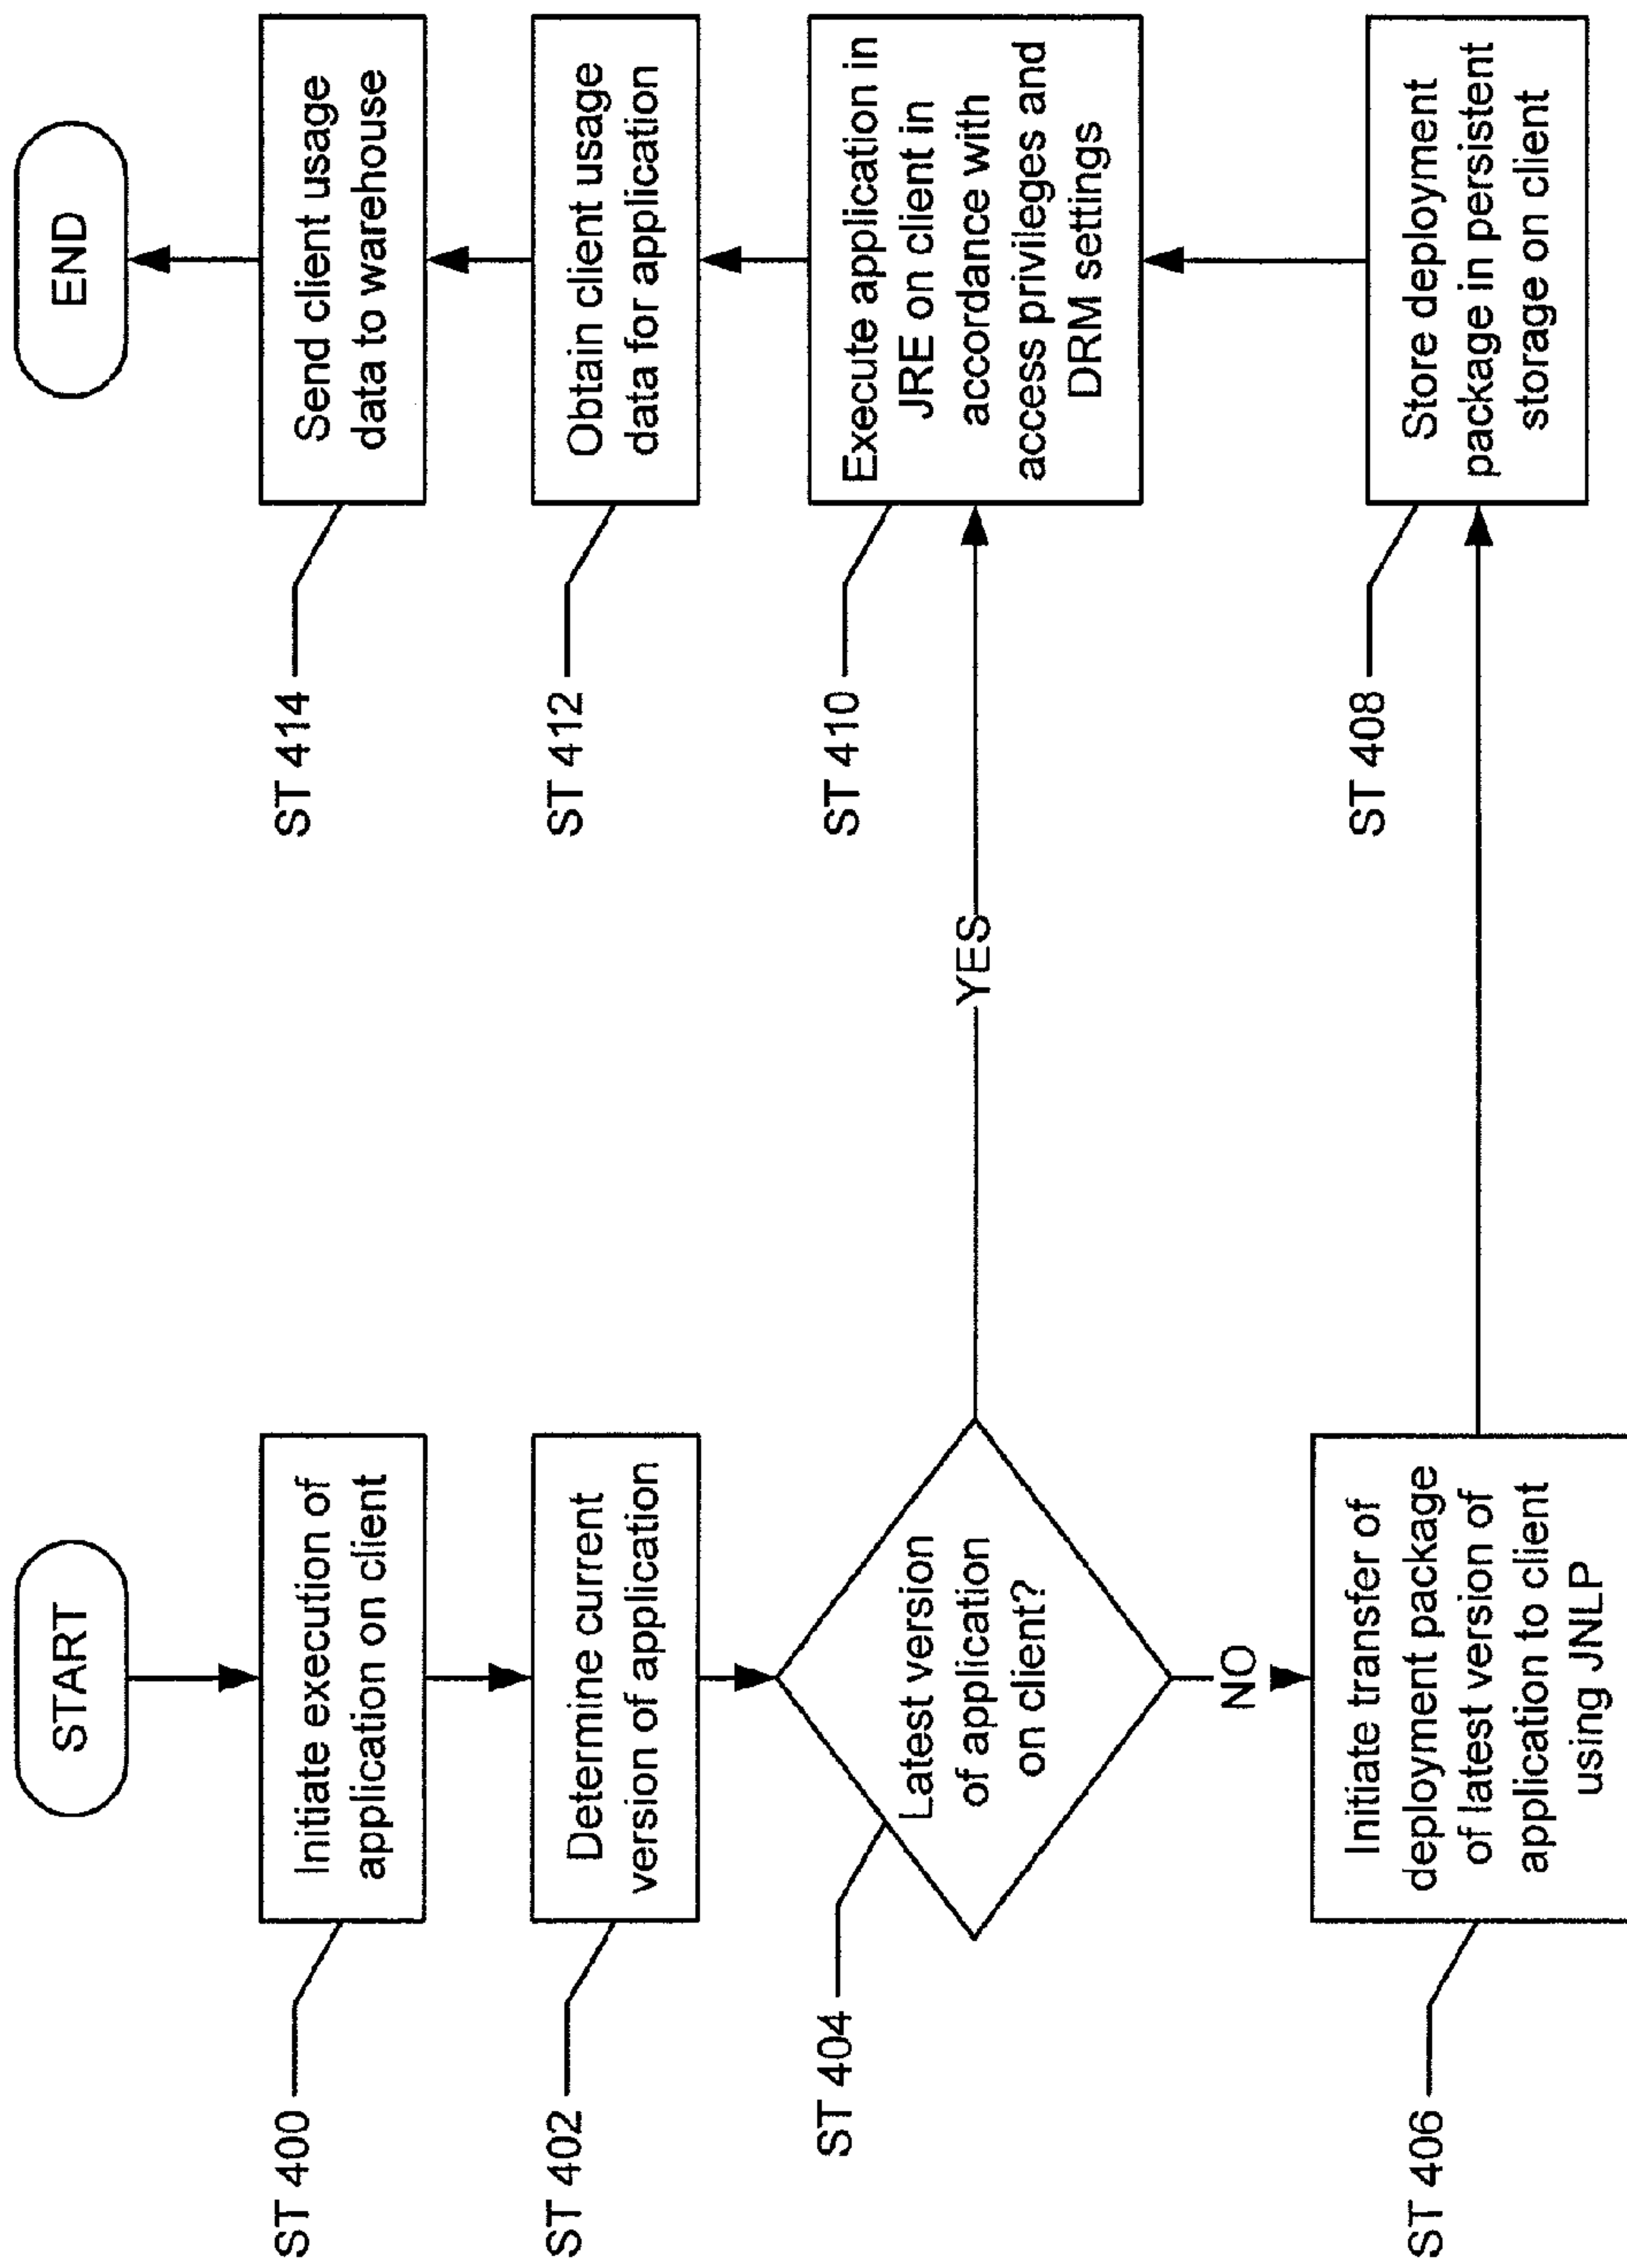 START
ST 400
Initiate execution of
application on client
ST 402
Determine current
version of application
ST 404
Latest version
of application
on client?
YES
NO
ST 406
Initiate transfer of
deployment package
of latest version of
application to client
using JNLP
ST 408
Store deployment
package in persistent
storage on client
ST 410
Execute application in
JRE on client in
accordance with
access privileges and
DRM settings
ST 412
Obtain client usage
data for application
ST 414
Send client usage
data to warehouse
END